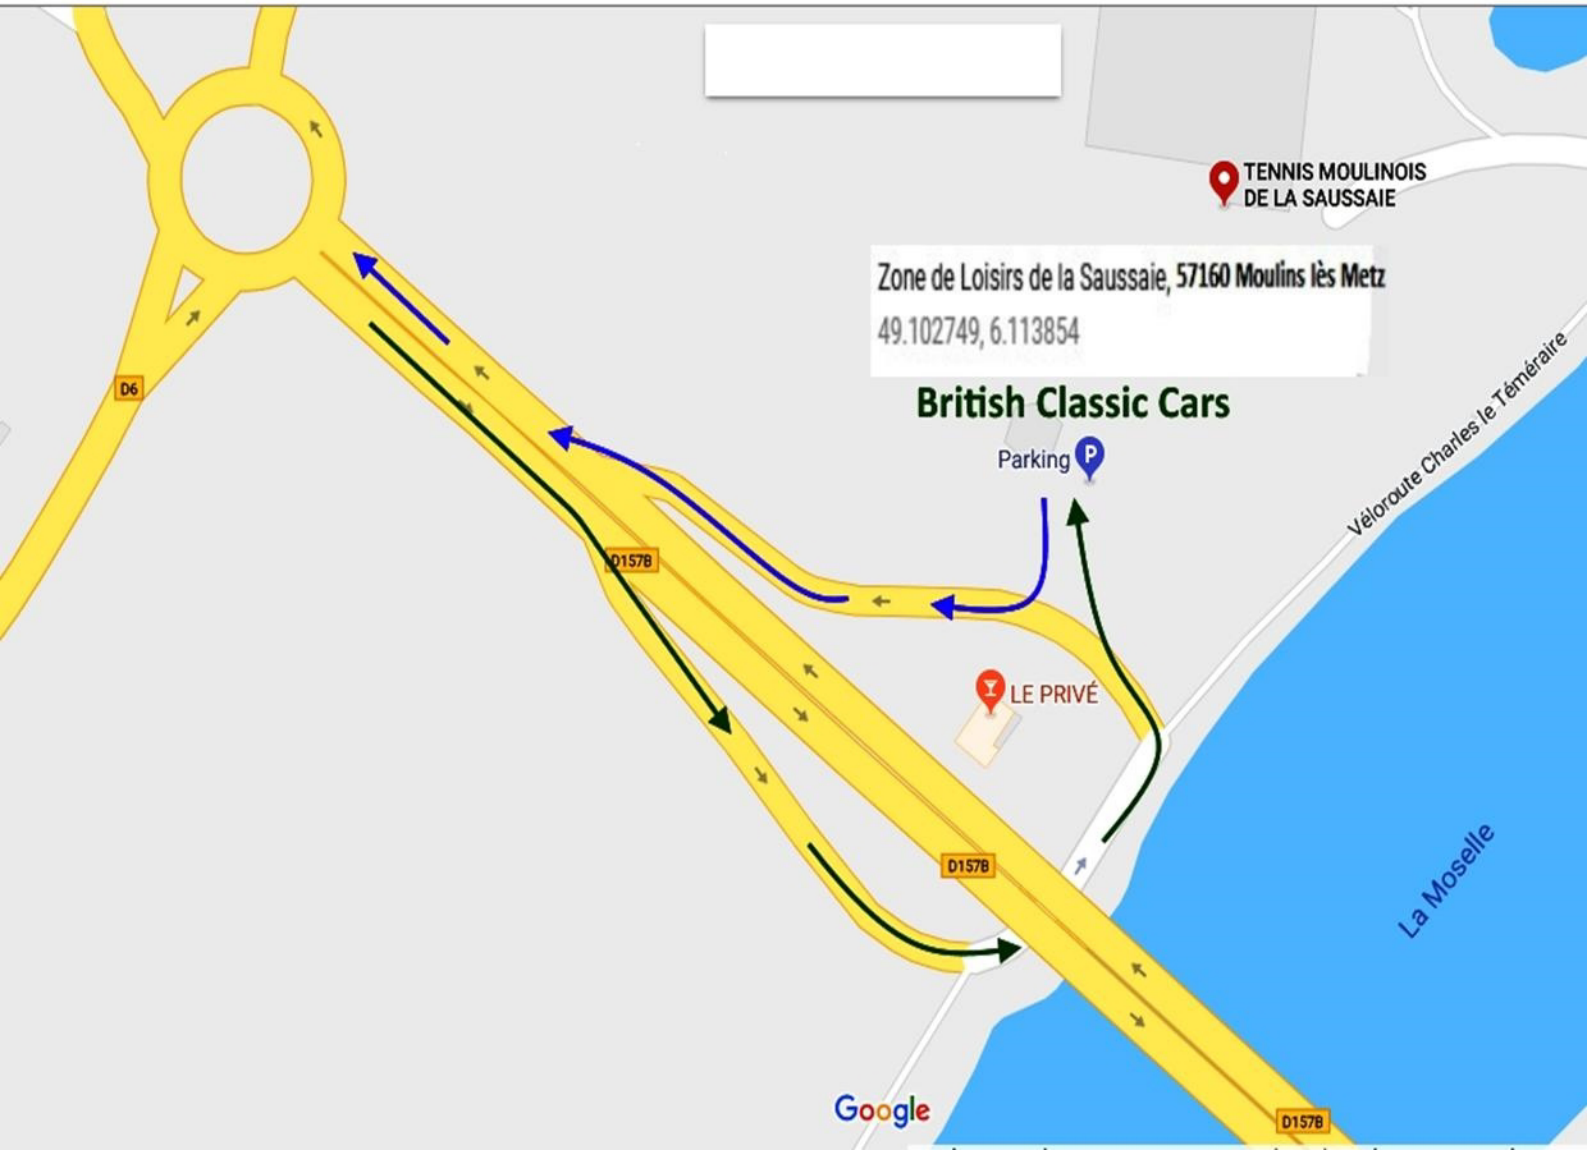 TENNIS MOULINOIS
DE LA SAUSSAIE
Zone de Loisirs de la Saussaie, 57160 Moulins lès Metz
49.102749, 6.113854
D6
British Classic Cars
Parking P
Véloroute Charles le Téméraire
D157B
LE PRIVÉ
D157B
La Moselle
Google
D157B